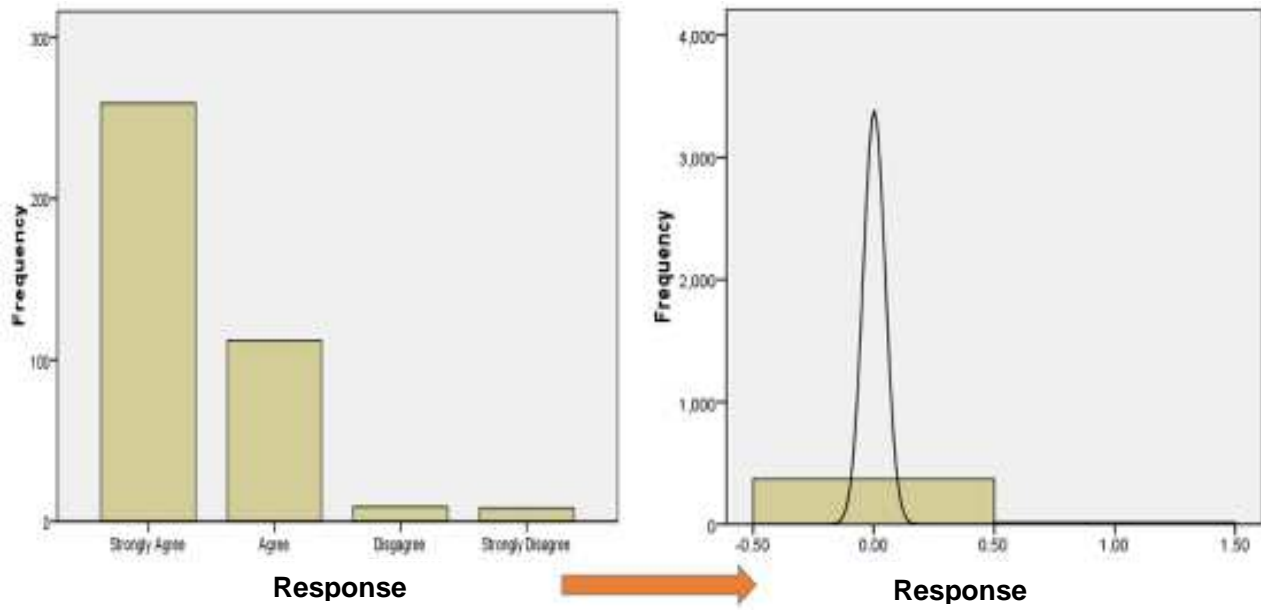 300
200
100
0
Frequency
Strongly Agree
Agree
Disgagree
Strongly Disagree
Response
4,000
3,000
2,000
1,000
0
Frequency
-0.50
0.00
0.50
1.00
1.50
Response